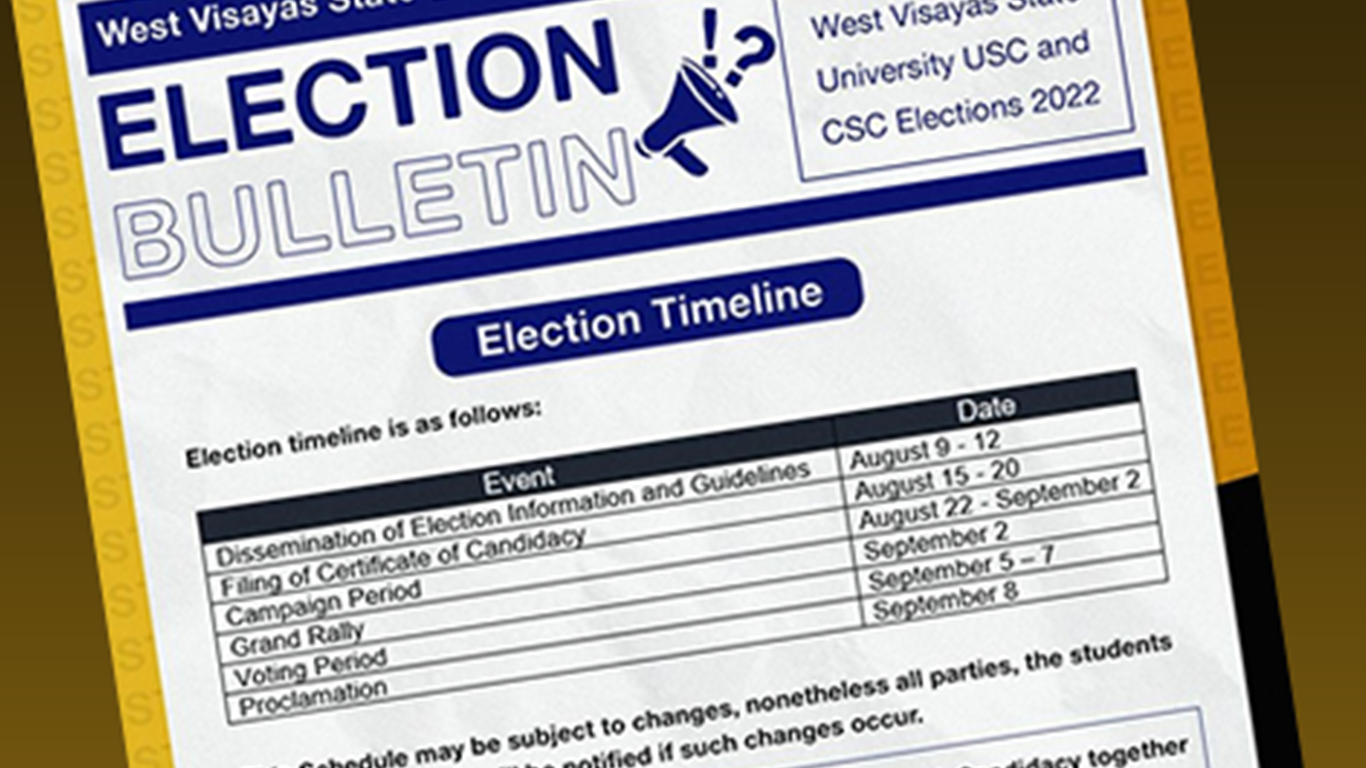 West Visayas State
ELECTION
BULLETIN
West Visayas State
University USC and
CSC Elections 2022
Election Timeline
Election timeline is as follows:
Event Date
Dissemination of Election Information and Guidelines August 9 - 12
Filing of Certificate of Candidacy August 15 - 20
Campaign Period August 22 - September 2
Grand Rally September 2
Voting Period September 5 – 7
Proclamation September 8
Schedule may be subject to changes, nonetheless all parties, the students
be notified if such changes occur.
together